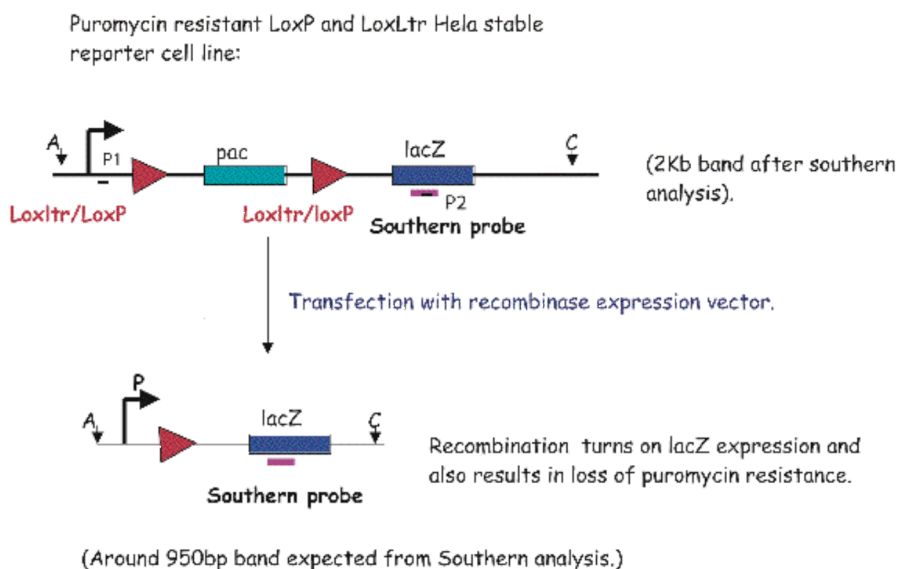 Puromycin resistant LoxP and LoxLtr Hela stable
reporter cell line:
A
P1
pac
lacZ
C
(2Kb band after southern
analysis).
P2
Loxltr/LoxP
Loxltr/loxP
Southern probe
Transfection with recombinase expression vector.
P
A
lacZ
C
Recombination turns on lacZ expression and
also results in loss of puromycin resistance.
Southern probe
(Around 950bp band expected from Southern analysis.)